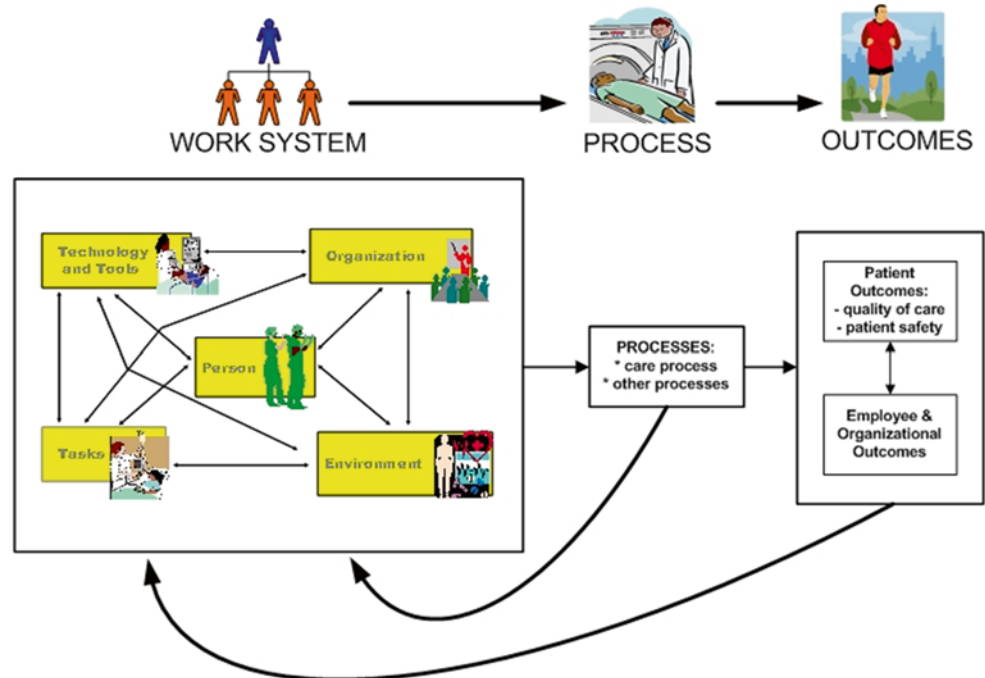 WORK SYSTEM
PROCESS
OUTCOMES
Technology
and Tools
Organization
Person
Tasks
Environment
PROCESSES:
* care process
* other processes
Patient
Outcomes:
- quality of care
- patient safety
Employee &
Organizational
Outcomes